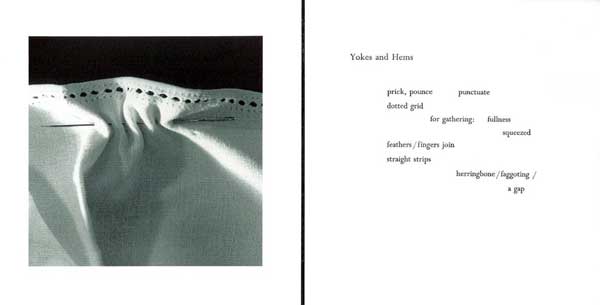 Yokes and Hems
prick, pounce punctuate
dotted grid
for gathering: fullness
squeezed
feathers/fingers join
straight strips
herringbone/faggoting /
a gap